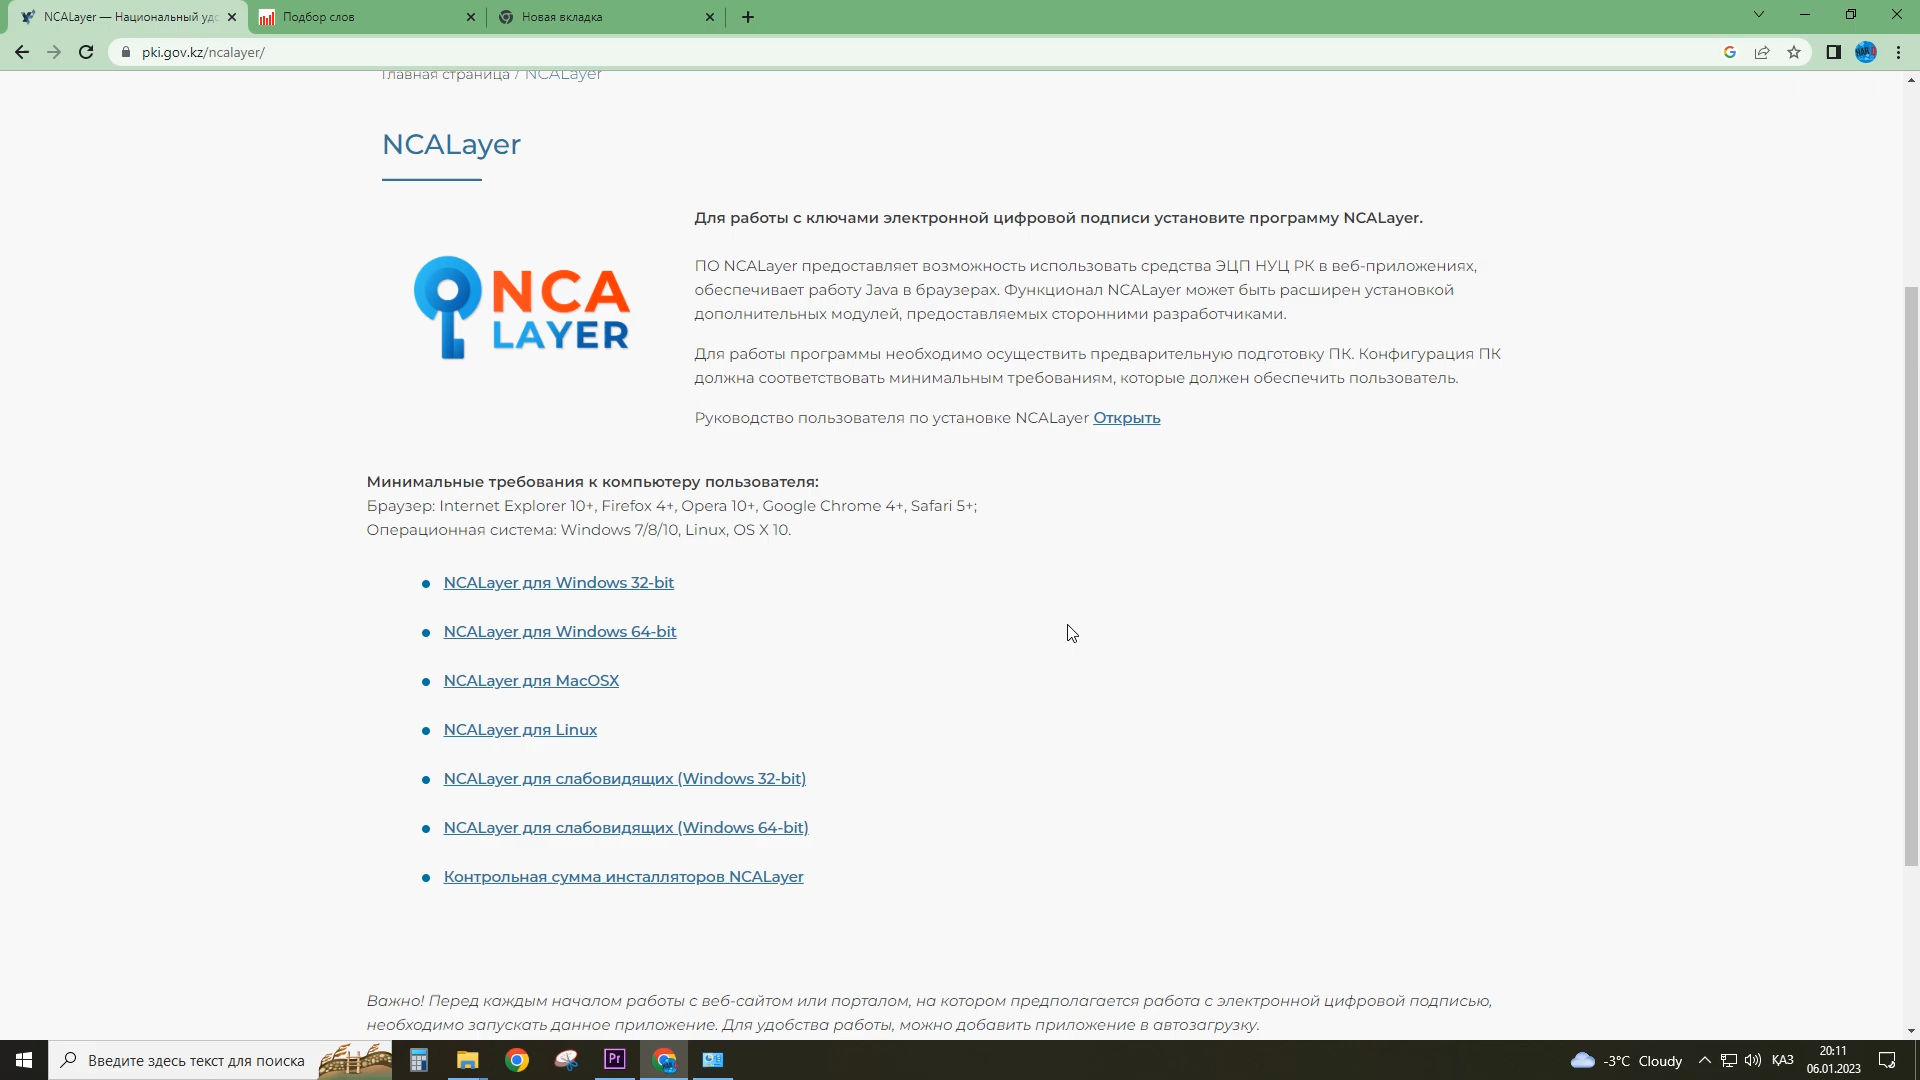 NCALayer — Национальный удо
Подбор слов
Новая вкладка
pki.gov.kz/ncalayer/
Главная страница / NCALayer
NCALayer
NCA
LAYER
Для работы с ключами электронной цифровой подписи установите программу NCALayer.
ПО NCALayer предоставляет возможность использовать средства ЭЦП НУЦ РК в веб-приложениях,
обеспечивает работу Java в браузерах. Функционал NCALayer может быть расширен установкой
дополнительных модулей, предоставляемых сторонними разработчиками.
Для работы программы необходимо осуществить предварительную подготовку ПК. Конфигурация ПК
должна соответствовать минимальным требованиям, которые должен обеспечить пользователь.
Руководство пользователя по установке NCALayer Открыть
Минимальные требования к компьютеру пользователя:
Браузер: Internet Explorer 10+, Firefox 4+, Opera 10+, Google Chrome 4+, Safari 5+;
Операционная система: Windows 7/8/10, Linux, OS X 10.
NCALayer для Windows 32-bit
NCALayer для Windows 64-bit
NCALayer для MacOSX
NCALayer для Linux
NCALayer для слабовидящих (Windows 32-bit)
NCALayer для слабовидящих (Windows 64-bit)
Контрольная сумма инсталляторов NCALayer
Важно! Перед каждым началом работы с веб-сайтом или порталом, на котором предполагается работа с электронной цифровой подписью,
необходимо запускать данное приложение. Для удобства работы, можно добавить приложение в автозагрузку.
Введите здесь текст для поиска
Pr
-3°C Cloudy
ҚАЗ
20:11
06.01.2023